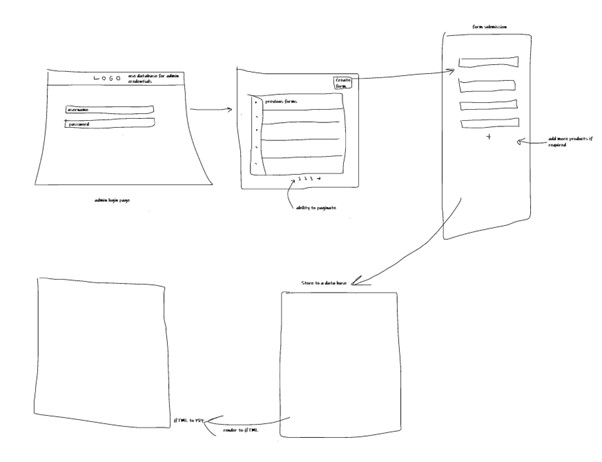 form submission
LOGO
use database for admin
credentials
username
password
admin login page
Create
form
previous forms
1 2 3 →
ability to paginate
+
add more products if
required
Store to a data base
HTML to PDF
render to HTML